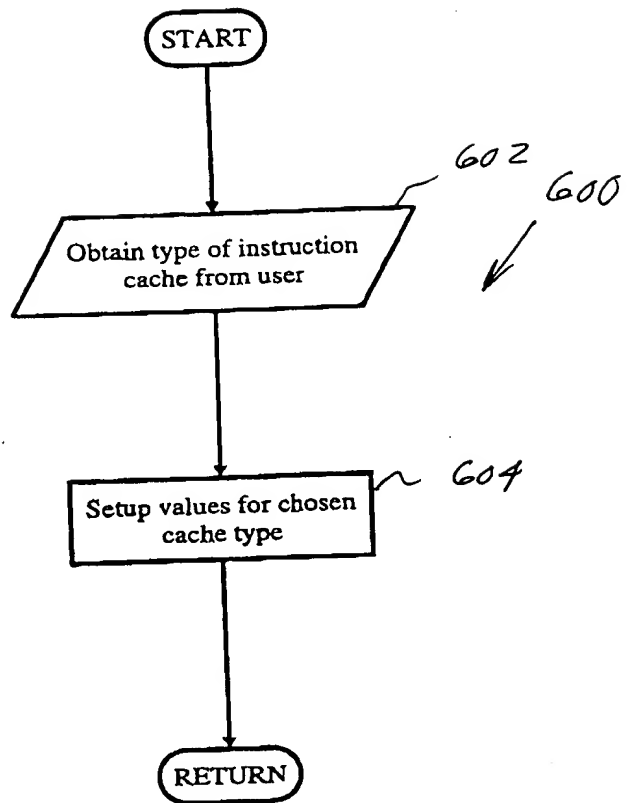 START
602
600
Obtain type of instruction
cache from user
604
Setup values for chosen
cache type
RETURN